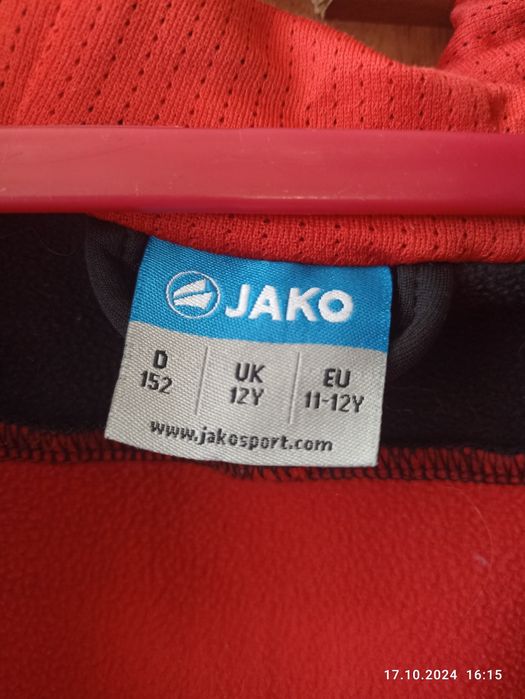 JAKO
D UK EU
152 12Y 11-12Y
www.jakosport.com
17.10.2024 16:15